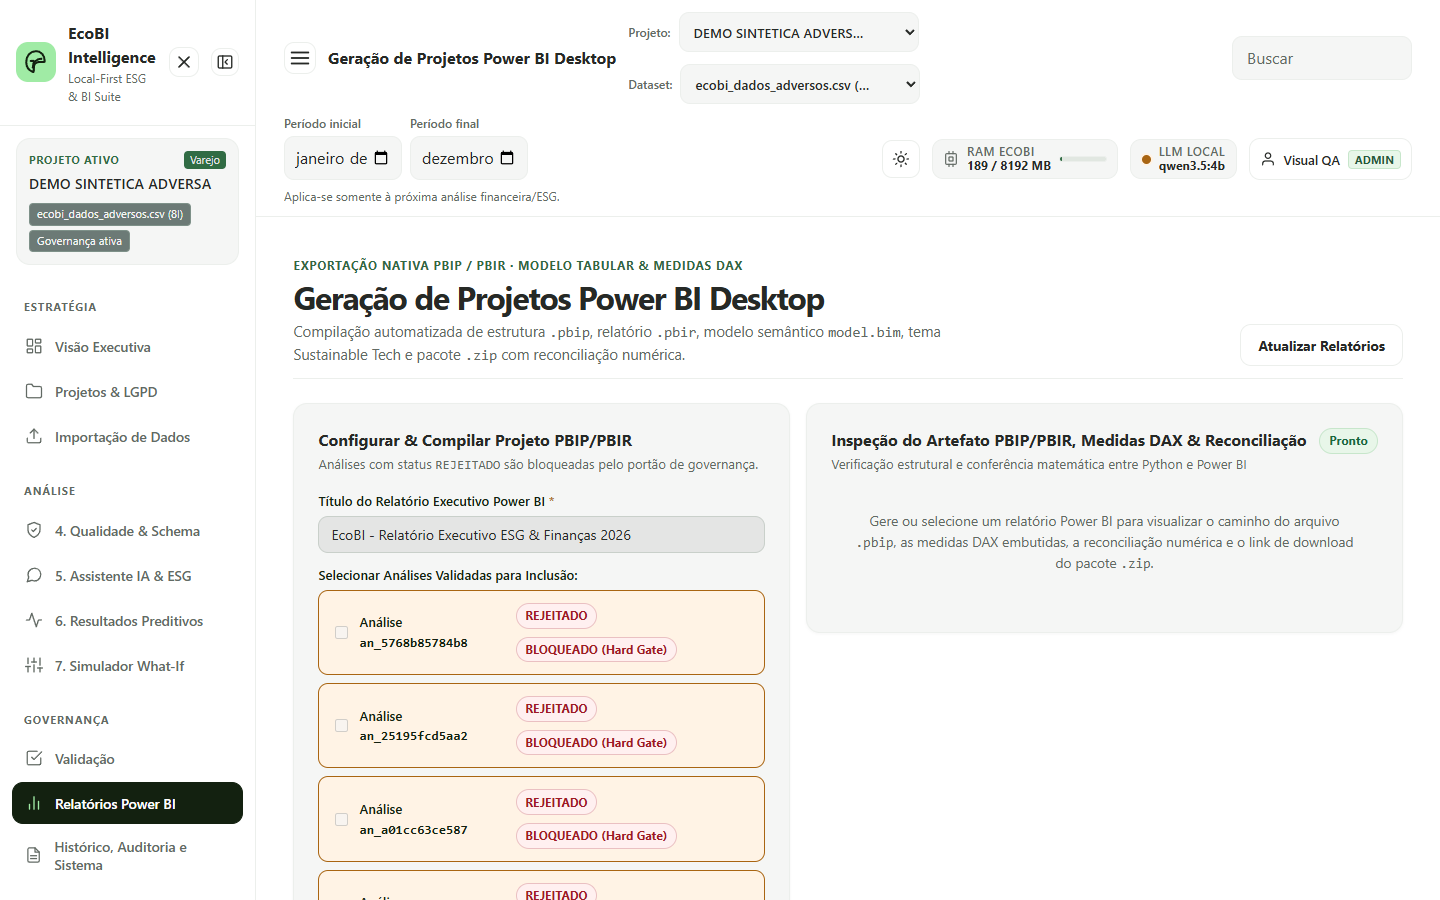 EcoBI
Intelligence
Local-First ESG
& BI Suite
PROJETO ATIVO
Varejo
DEMO SINTETICA ADVERSA
ecobi_dados_adversos.csv (8l)
Governança ativa
ESTRATÉGIA
Visão Executiva
Projetos & LGPD
Importação de Dados
ANÁLISE
4. Qualidade & Schema
5. Assistente IA & ESG
6. Resultados Preditivos
7. Simulador What-If
GOVERNANÇA
Validação
Relatórios Power BI
Histórico, Auditoria e
Sistema
Geração de Projetos Power BI Desktop
Projeto:
DEMO SINTETICA ADVERS...
Dataset:
ecobi_dados_adversos.csv (...
Buscar
Período inicial
Período final
janeiro de
dezembro
Aplica-se somente à próxima análise financeira/ESG.
RAM ECOBI
189 / 8192 MB
LLM LOCAL
qwen3.5:4b
Visual QA
ADMIN
EXPORTAÇÃO NATIVA PBIP / PBIR · MODELO TABULAR & MEDIDAS DAX
Geração de Projetos Power BI Desktop
Compilação automatizada de estrutura .pbip, relatório .pbir, modelo semântico model.bim, tema
Sustainable Tech e pacote .zip com reconciliação numérica.
Atualizar Relatórios
Configurar & Compilar Projeto PBIP/PBIR
Análises com status REJEITADO são bloqueadas pelo portão de governança.
Título do Relatório Executivo Power BI *
EcoBI - Relatório Executivo ESG & Finanças 2026
Selecionar Análises Validadas para Inclusão:
Análise
an_5768b85784b8
REJEITADO
BLOQUEADO (Hard Gate)
Análise
an_25195fcd5aa2
REJEITADO
BLOQUEADO (Hard Gate)
Análise
an_a01cc63ce587
REJEITADO
BLOQUEADO (Hard Gate)
REJEITADO
Inspeção do Artefato PBIP/PBIR, Medidas DAX & Reconciliação
Pronto
Verificação estrutural e conferência matemática entre Python e Power BI
Gere ou selecione um relatório Power BI para visualizar o caminho do arquivo
.pbip, as medidas DAX embutidas, a reconciliação numérica e o link de download
do pacote .zip.